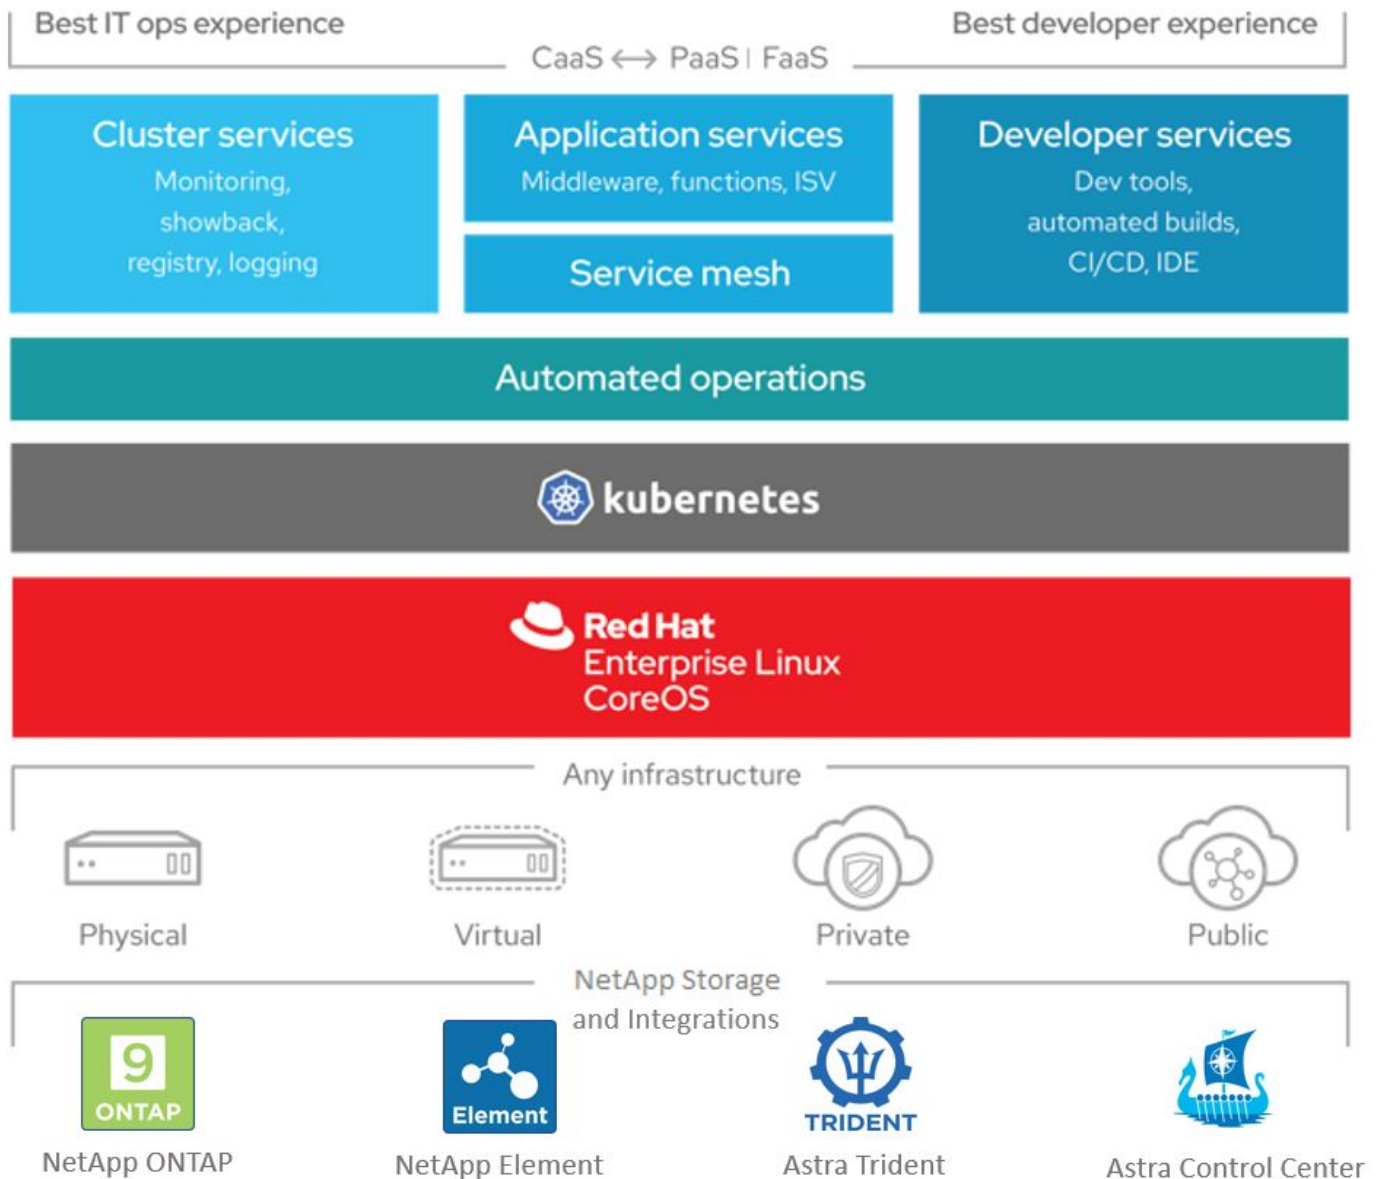 Best IT ops experience
Best developer experience
CaaS ↔ PaaS | FaaS
Cluster services
Monitoring,
showback,
registry, logging
Application services
Middleware, functions, ISV
Service mesh
Developer services
Dev tools,
automated builds,
CI/CD, IDE
Automated operations
kubernetes
Red Hat
Enterprise Linux
CoreOS
Any infrastructure
Physical
Virtual
Private
Public
NetApp Storage
and Integrations
9
ONTAP
NetApp ONTAP
Element
NetApp Element
TRIDENT
Astra Trident
Astra Control Center